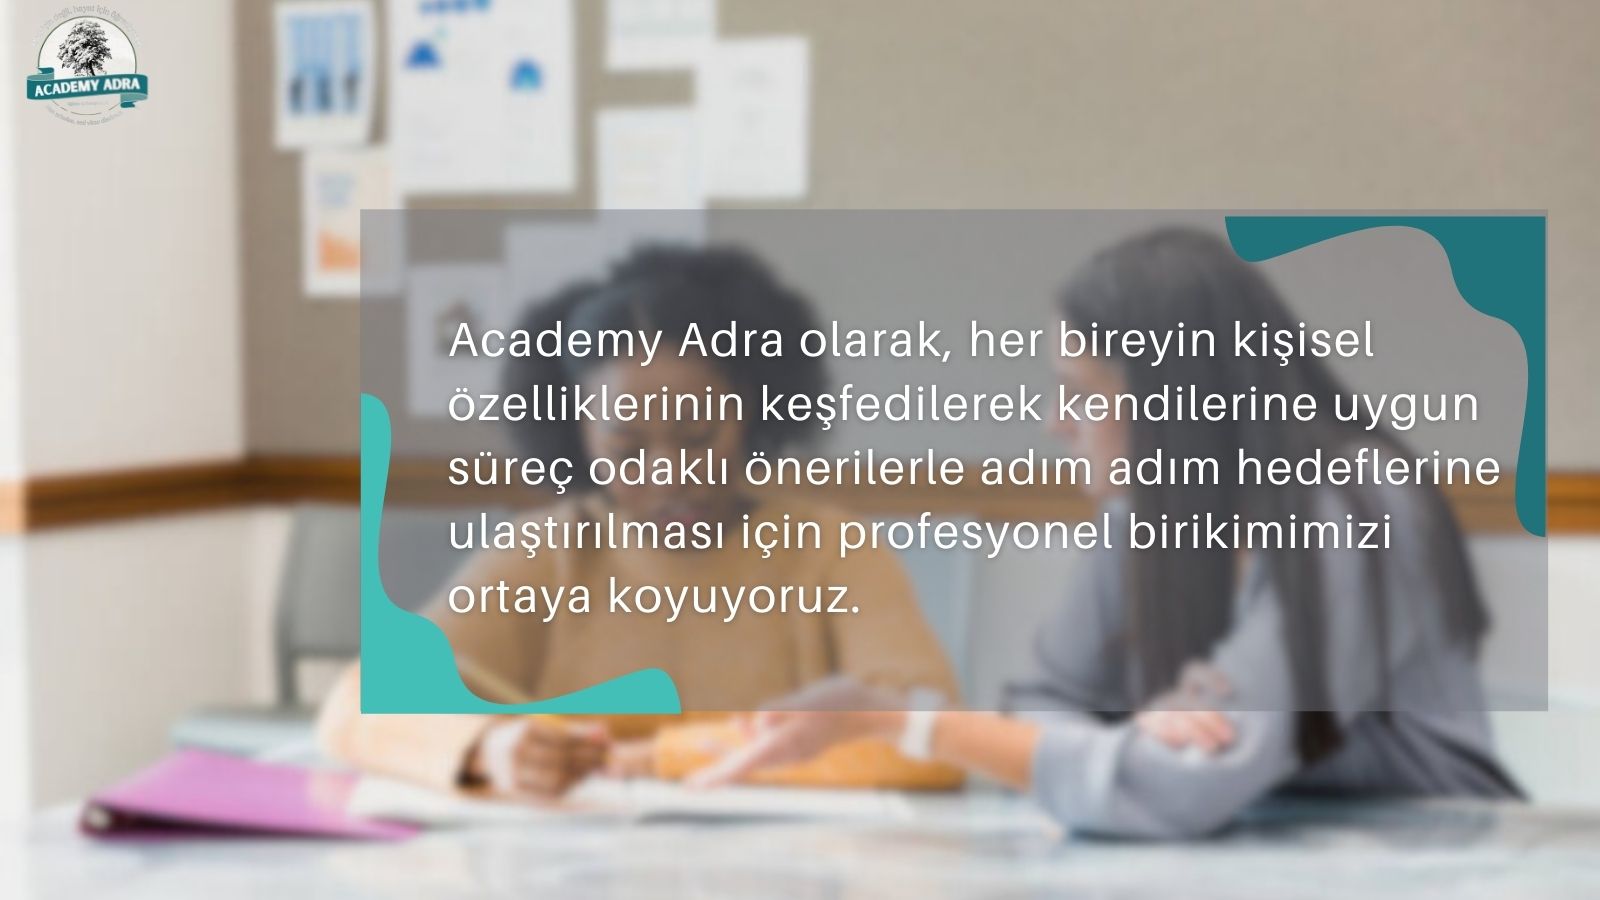 ACADEMY ADRA
Academy Adra olarak, her bireyin kişisel
özelliklerinin keşfedilerek kendilerine uygun
süreç odaklı önerilerle adım adım hedeflerine
ulaştırılması için profesyonel birikimimizi
ortaya koyuyoruz.